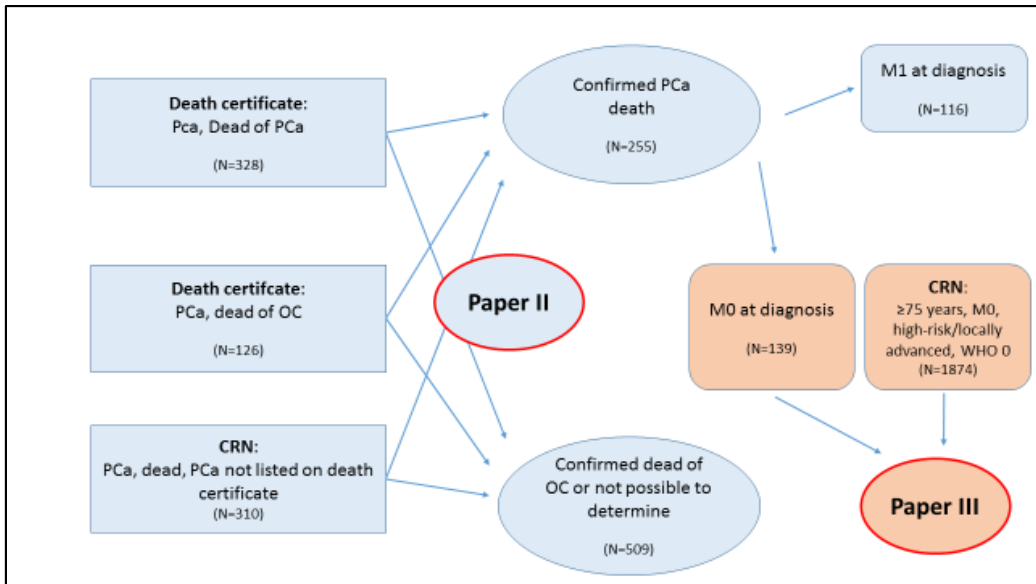 Death certificate:
Pca, Dead of PCa
(N=328)
Death certifcate:
PCa, dead of OC
(N=126)
CRN:
PCa, dead, PCa not listed on death
certificate
(N=310)
Confirmed PCa
death
(N=255)
Paper II
Confirmed dead of
OC or not possible to
determine
(N=509)
M1 at diagnosis
(N=116)
M0 at diagnosis
(N=139)
CRN:
≥75 years, M0,
high-risk/locally
advanced, WHO 0
(N=1874)
Paper III